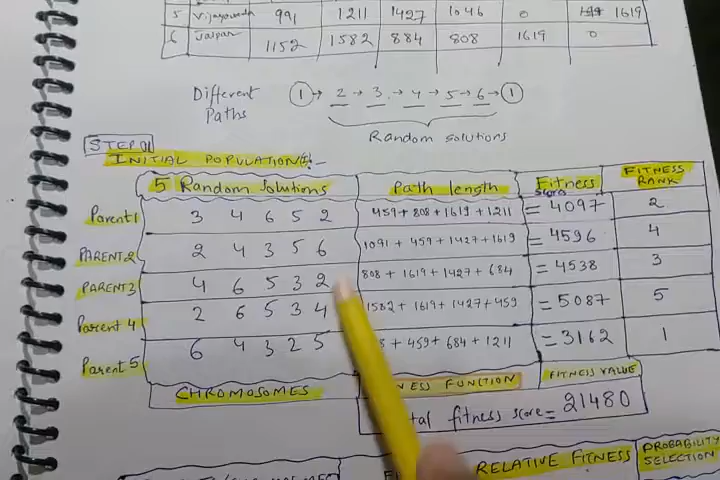 5 Vijayawada 991 1211 1427 1046 0 1619
6 Jaipur 1152 1582 884 808 1619 0
Different Paths ① → 2 → 3 → 4 → 5 → 6 → ①
Random solutions
STEP 01
INITIAL POPULATION :-
5 Random Solutions Path length Fitness score FITNESS RANK
Parent 1 3 4 6 5 2 459+808+1619+1211 = 4097 2
PARENT 2 2 4 3 5 6 1091+459+1427+1619 = 4596 4
PARENT 3 4 6 5 3 2 808+1619+1427+684 = 4538 3
Parent 4 2 6 5 3 4 1582+1619+1427+459 = 5087 5
Parent 5 6 4 3 2 5 8+459+684+1211 = 3162 1
CHROMOSOMES NESS FUNCTION FITNESS VALUE
tal fitness score = 21480
RELATIVE FITNESS PROBABILITY SELECTION